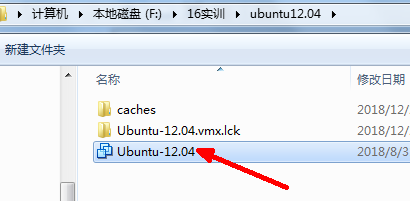 计算机 ▸ 本地磁盘 (F:) ▸ 16实训 ▸ ubuntu12.04 ▸
新建文件夹
名称 修改日期
caches 2018/12/
Ubuntu-12.04.vmx.lck 2018/12/
Ubuntu-12.04 2018/8/3